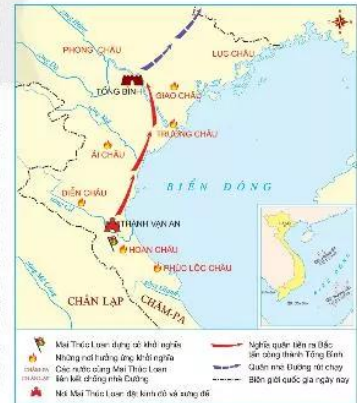 PHONG CHÂU
LỤC CHÂU
TỐNG BÌNH
GIAO CHÂU
TRƯỜNG CHÂU
ÁI CHÂU
BIỂN ĐÔNG
DIỄN CHÂU
THÀNH VẠN AN
HOAN CHÂU
PHÚC LỘC CHÂU
CHÂN LẠP
CHĂM-PA
Mai Thúc Loan dựng cờ khởi nghĩa
Những nơi hưởng ứng khởi nghĩa
CHĂM-PA
CHÂN LẠP
Các nước cùng Mai Thúc Loan
liên kết chống nhà Đường
Nơi Mai Thúc Loan đặt kinh đô và xưng đế
Nghĩa quân tiến ra Bắc
tấn công thành Tống Bình
Quân nhà Đường rút chạy
Biên giới quốc gia ngày nay